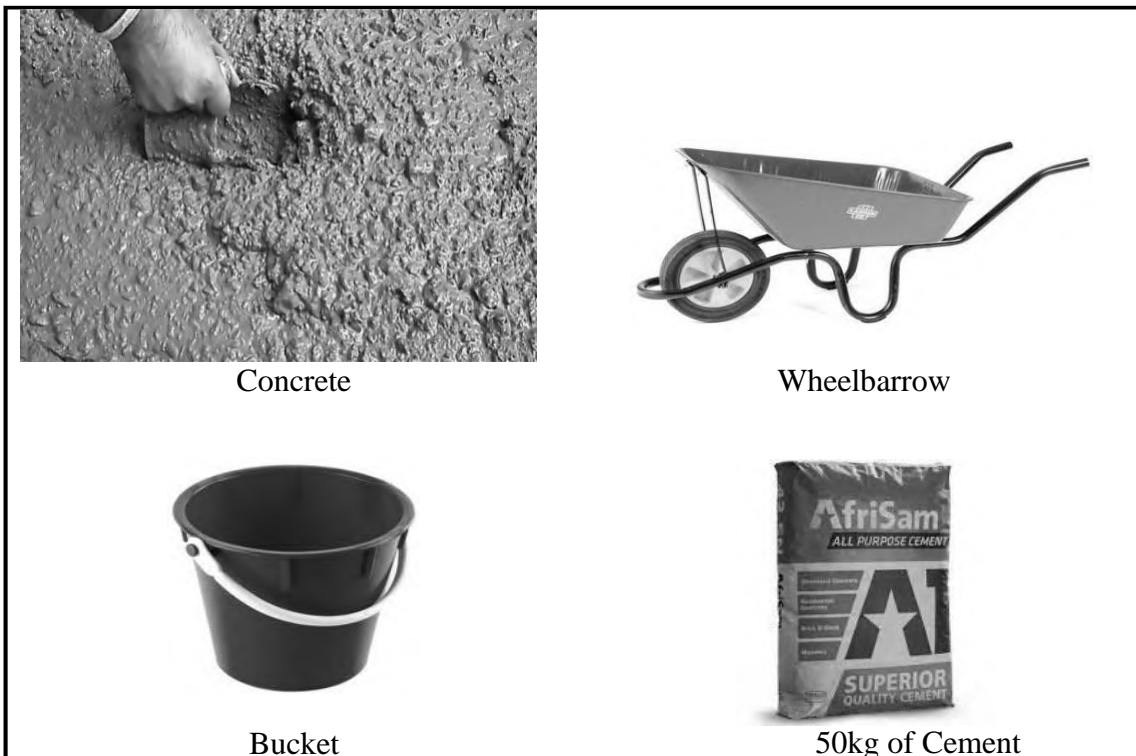 Concrete
Wheelbarrow
AfriSam
ALL PURPOSE CEMENT
A1
SUPERIOR
QUALITY CEMENT
Bucket
50kg of Cement